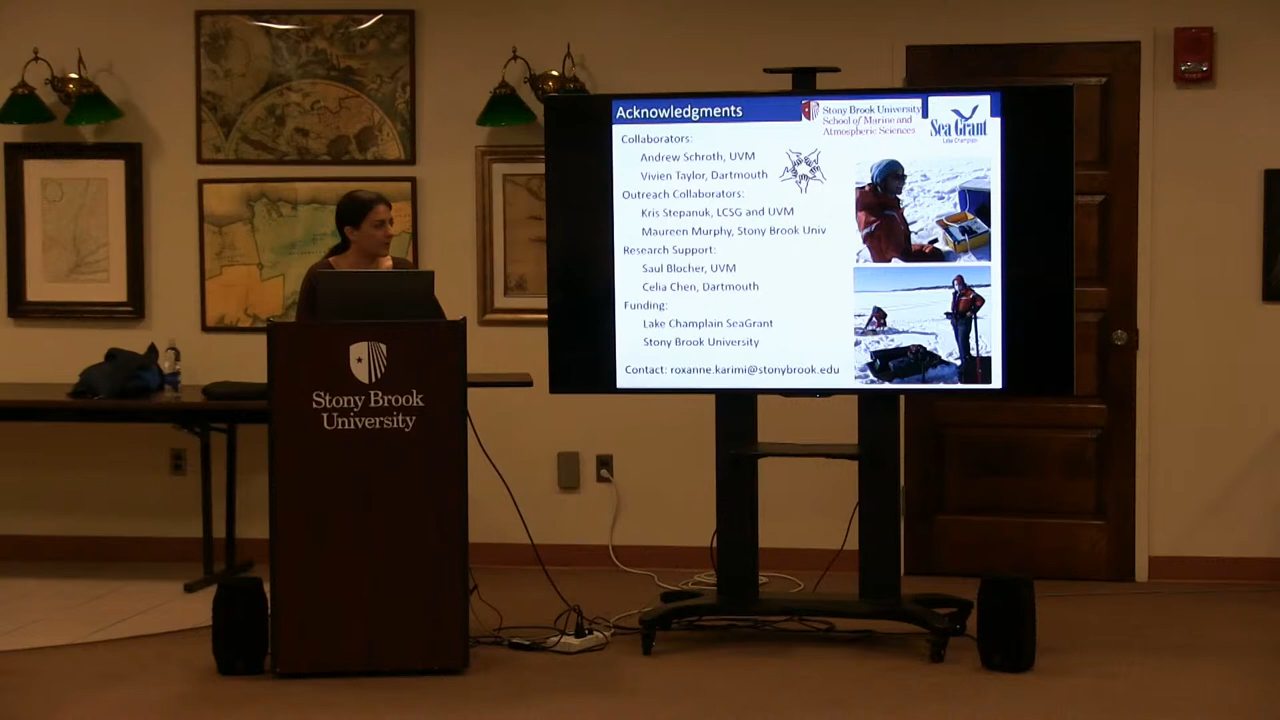 Acknowledgments
Stony Brook University
School of Marine and
Atmospheric Sciences
Sea Grant
Lake Champlain
Collaborators:
Andrew Schroth, UVM
Vivien Taylor, Dartmouth
Outreach Collaborators:
Kris Stepanuk, LCSG and UVM
Maureen Murphy, Stony Brook Univ
Research Support:
Saul Blocher, UVM
Celia Chen, Dartmouth
Funding:
Lake Champlain SeaGrant
Stony Brook University
Contact: roxanne.karimi@stonybrook.edu
Stony Brook
University